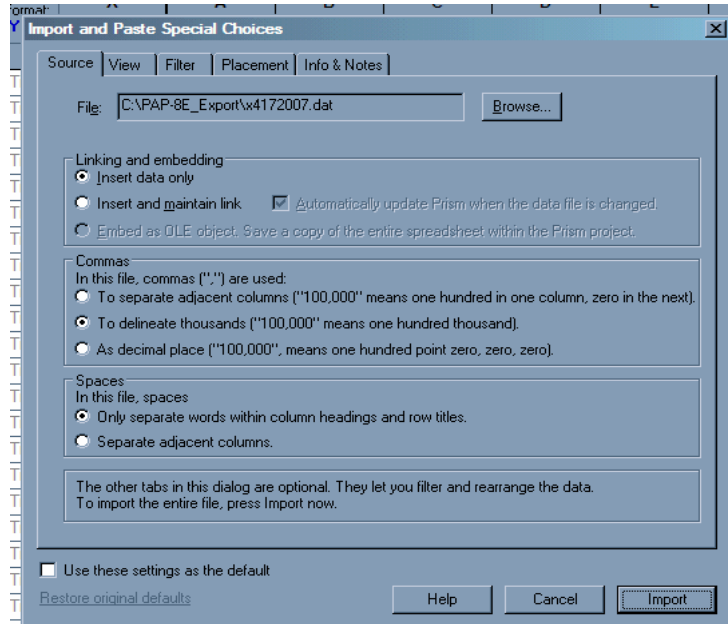 ormat:
X A B C D E
Y
Import and Paste Special Choices
Source View Filter Placement Info & Notes
File: C:\PAP-8E_Export\x4172007.dat Browse...
Linking and embedding
Insert data only
Insert and maintain link Automatically update Prism when the data file is changed.
Embed as OLE object. Save a copy of the entire spreadsheet within the Prism project.
Commas
In this file, commas (",") are used:
To separate adjacent columns ("100,000" means one hundred in one column, zero in the next).
To delineate thousands ("100,000" means one hundred thousand).
As decimal place ("100,000", means one hundred point zero, zero, zero).
Spaces
In this file, spaces
Only separate words within column headings and row titles.
Separate adjacent columns.
The other tabs in this dialog are optional. They let you filter and rearrange the data.
To import the entire file, press Import now.
Use these settings as the default
Restore original defaults Help Cancel Import